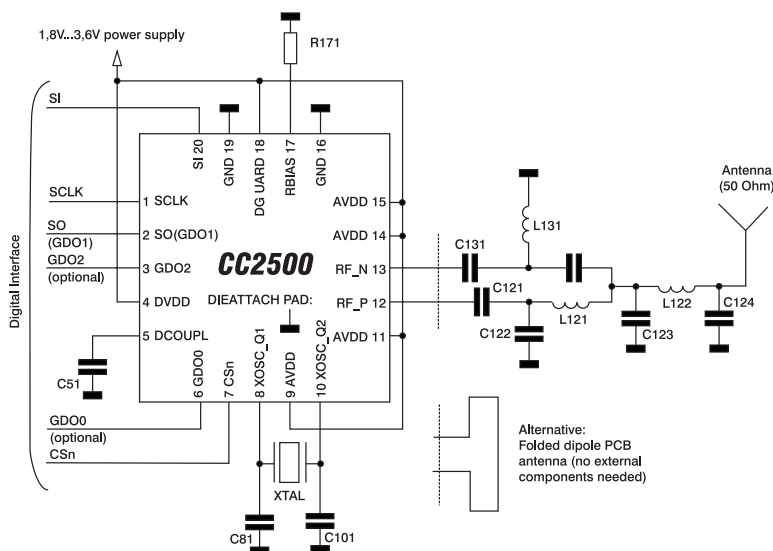 1,8V...3,6V power supply
R171
SI
SI 20
GND 19
DG UARD 18
RBIAS 17
GND 16
Digital Interface
SCLK
SO
(GDO1)
GDO2
(optional)
1 SCLK
2 SO(GDO1)
3 GDO2
4 DVDD
5 DCOUPL
CC2500
DIEATTACH PAD:
AVDD 15
AVDD 14
RF_N 13
RF_P 12
AVDD 11
6 GDO0
7 CSn
8 XOSC_Q1
9 AVDD
10 XOSC_Q2
C51
GDO0
(optional)
CSn
XTAL
C81
C101
Antenna
(50 Ohm)
L131
C131
C121
C122
L121
C123
L122
C124
Alternative:
Folded dipole PCB
antenna (no external
components needed)